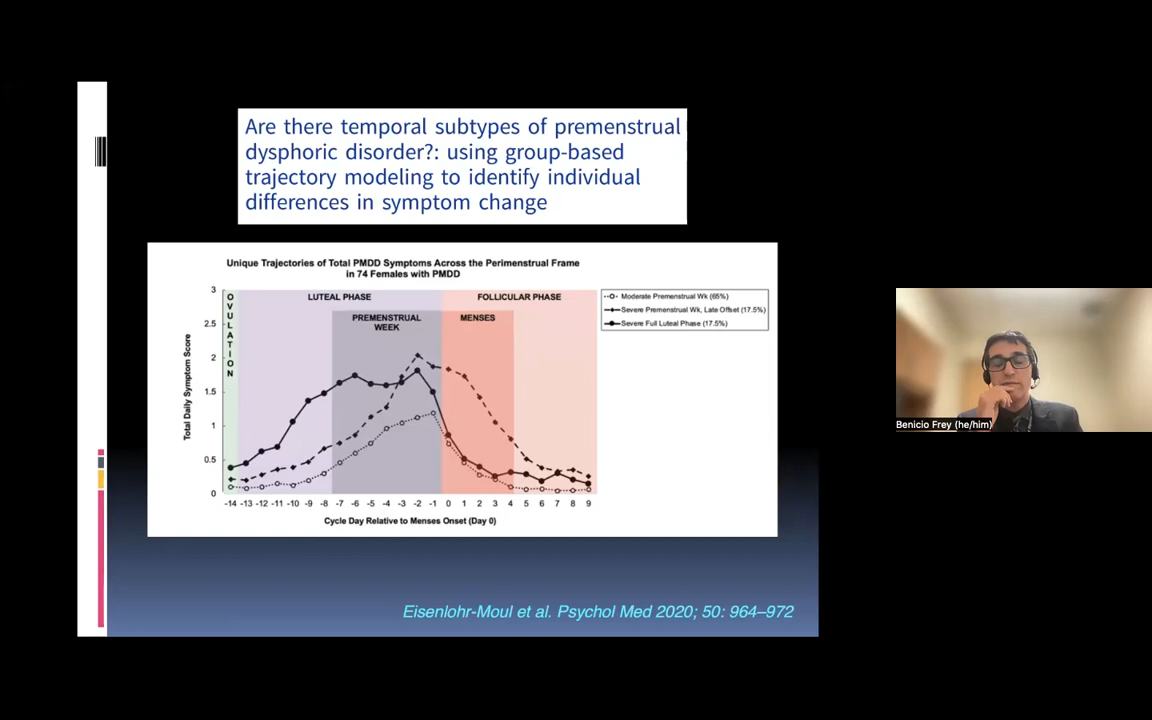 Are there temporal subtypes of premenstrual
dysphoric disorder?: using group-based
trajectory modeling to identify individual
differences in symptom change
Unique Trajectories of Total PMDD Symptoms Across the Perimenstrual Frame
in 74 Females with PMDD
3
2.5
2
1.5
1
0.5
0
Total Daily Symptom Score
OVULATION
LUTEAL PHASE
FOLLICULAR PHASE
PREMENSTRUAL
WEEK
MENSES
Moderate Premenstrual Wk (65%)
Severe Premenstrual Wk, Late Offset (17.5%)
Severe Full Luteal Phase (17.5%)
-14 -13 -12 -11 -10 -9 -8 -7 -6 -5 -4 -3 -2 -1 0 1 2 3 4 5 6 7 8 9
Cycle Day Relative to Menses Onset (Day 0)
Benicio Frey (he/him)
Eisenlohr-Moul et al. Psychol Med 2020; 50: 964–972